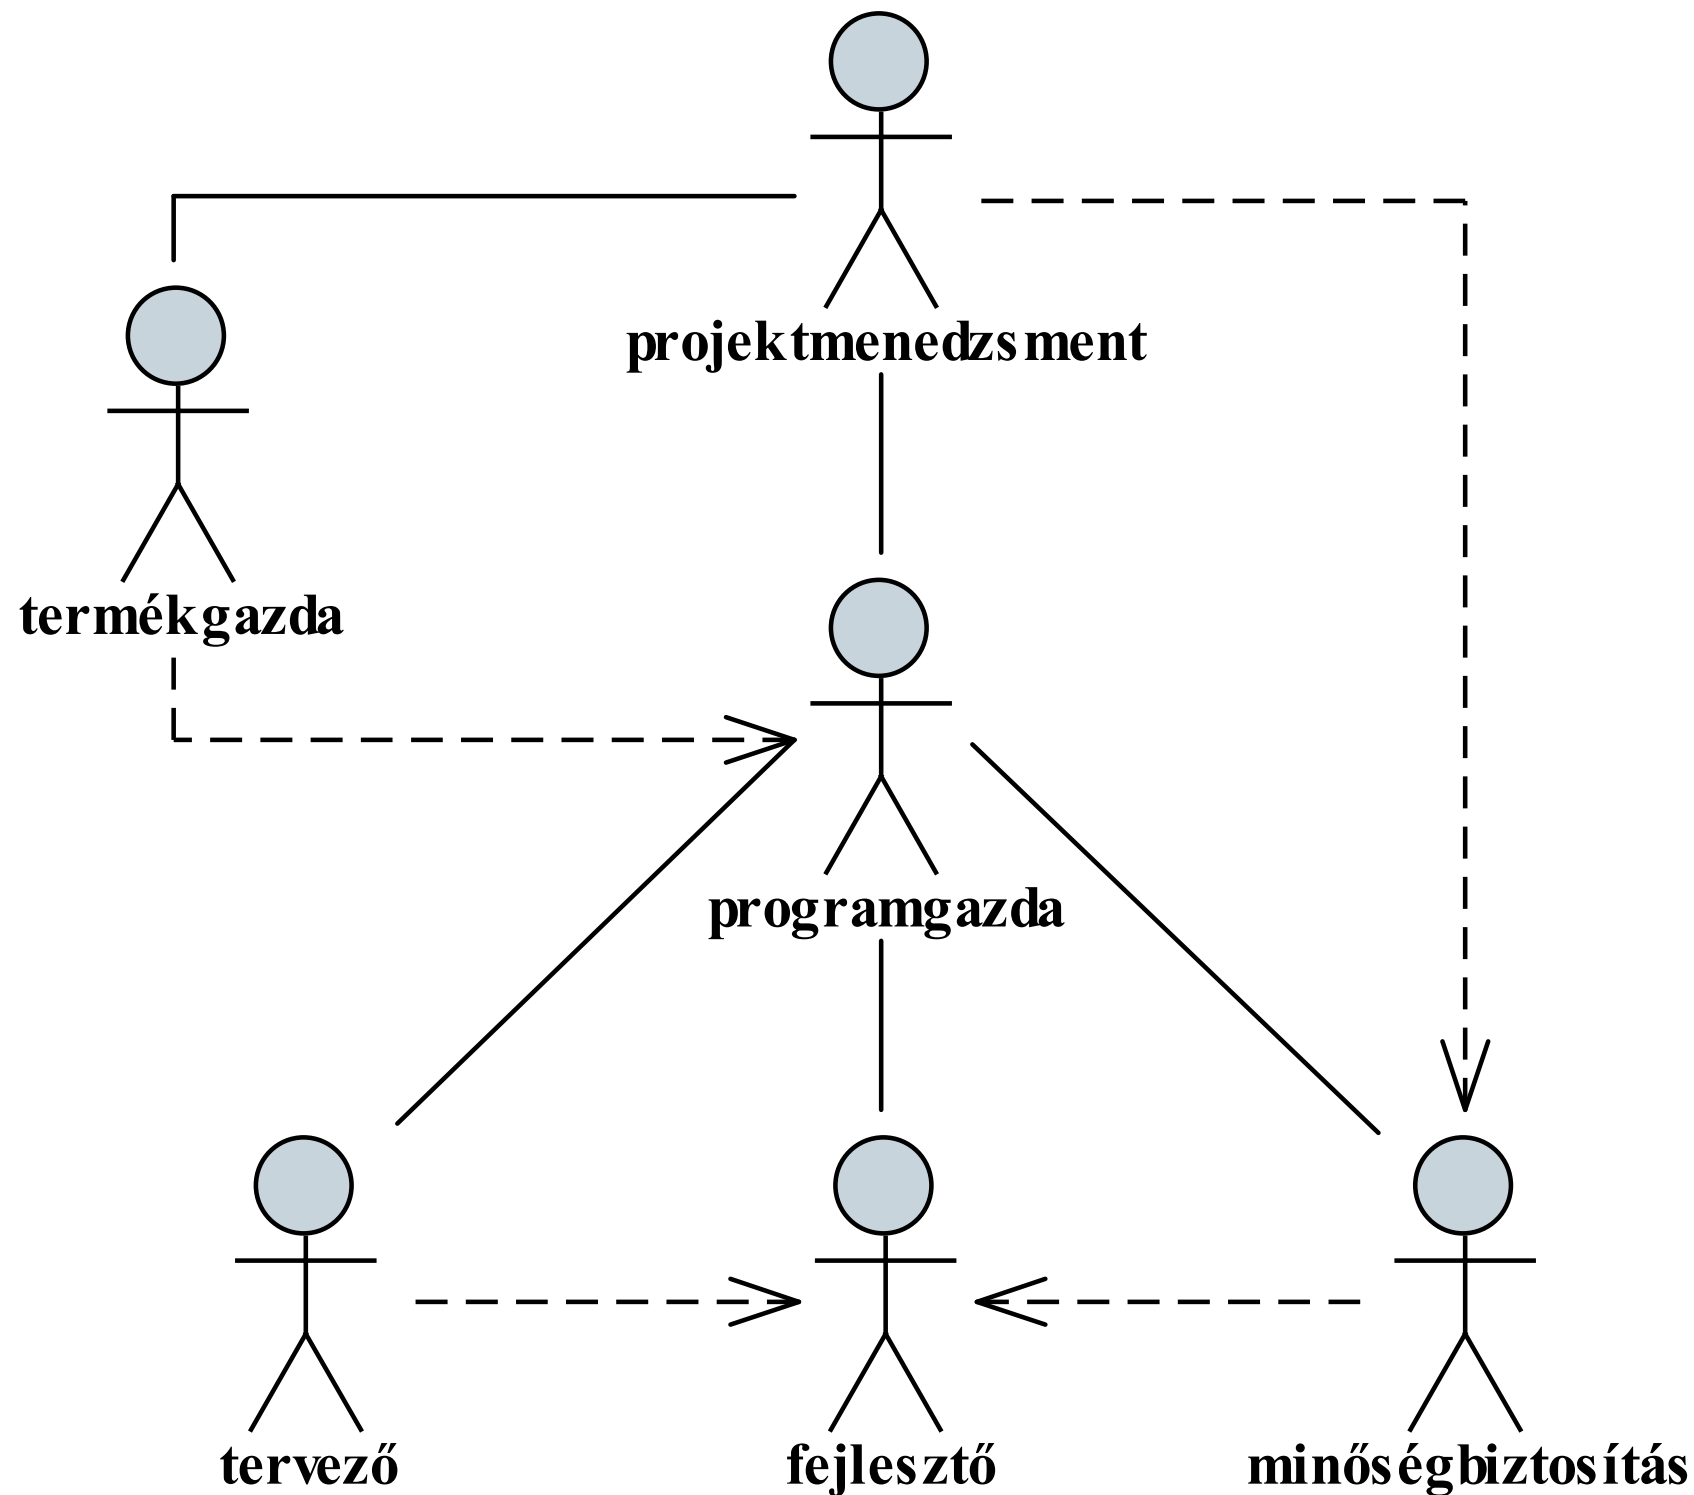 projektmenedzsment
termékgazda
programgazda
tervező
fejlesztő
minőségbiztosítás